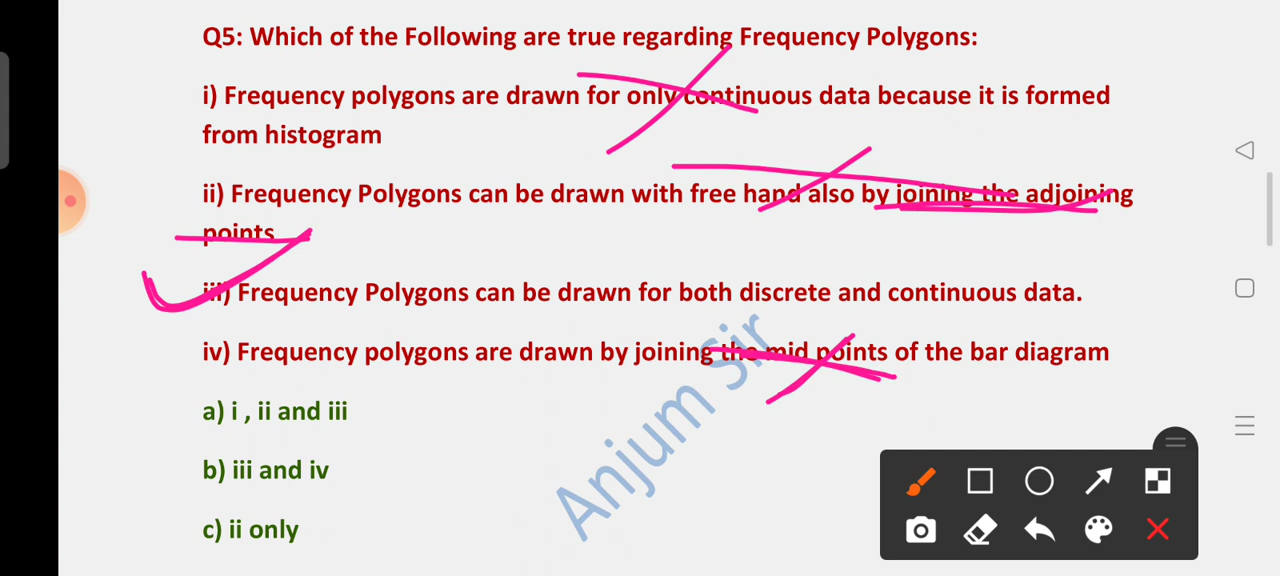 Q5: Which of the Following are true regarding Frequency Polygons:
i) Frequency polygons are drawn for only continuous data because it is formed
from histogram
ii) Frequency Polygons can be drawn with free hand also by joining the adjoining
points
iii) Frequency Polygons can be drawn for both discrete and continuous data.
iv) Frequency polygons are drawn by joining the mid points of the bar diagram
a) i , ii and iii
b) iii and iv
c) ii only
Anjum Sir